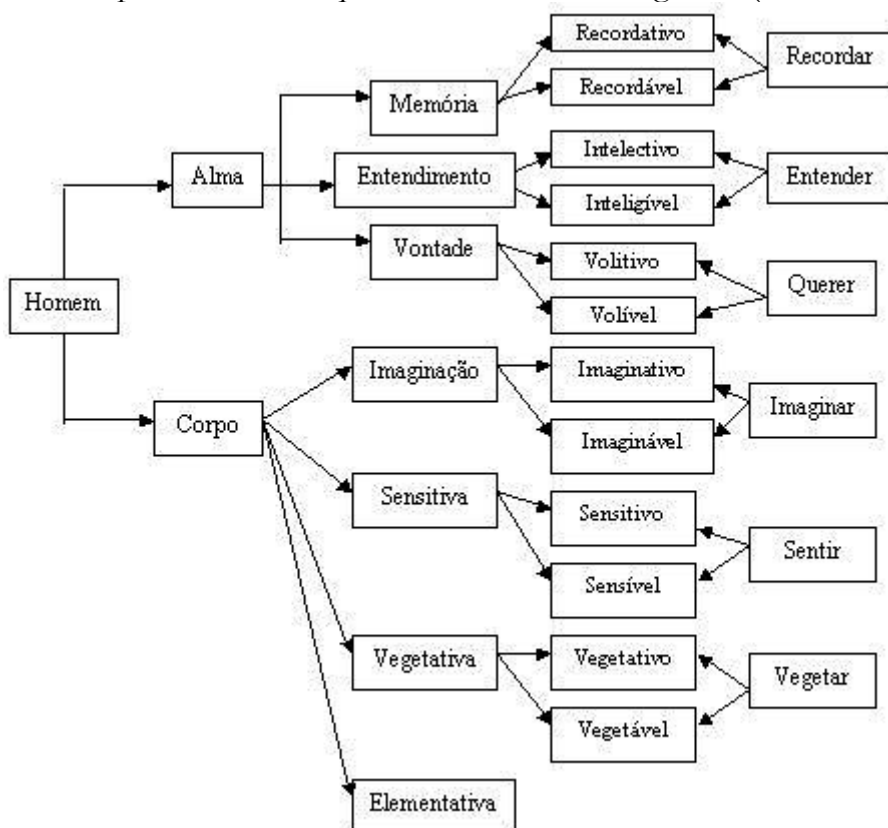 Recordativo
Recordar
Recordável
Memória
Intelectivo
Alma
Entendimento
Entender
Inteligível
Vontade
Volitivo
Querer
Homem
Volível
Imaginação
Imaginativo
Imaginar
Corpo
Imaginável
Sensitiva
Sensitivo
Sentir
Sensível
Vegetativa
Vegetativo
Vegetar
Vegetável
Elementativa